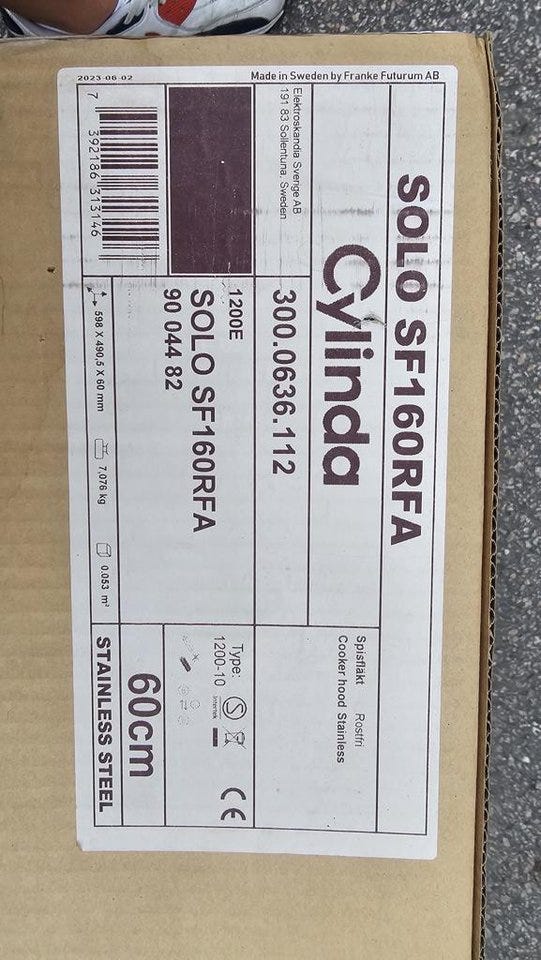 2023-06-02
Made in Sweden by Franke Futurum AB
SOLO SF160RFA
Cylinda
Spisfläkt Rostfri
Cooker hood Stainless
Elektroskandia Sverige AB
191 83 Sollentuna. Sweden
300.0636.112
1200E
SOLO SF160RFA
90 044 82
Type:
1200-10
S
Intertek
CE
60cm
7 392186 313146
598 X 490,5 X 60 mm
7,076 kg
0.053 m³
STAINLESS STEEL